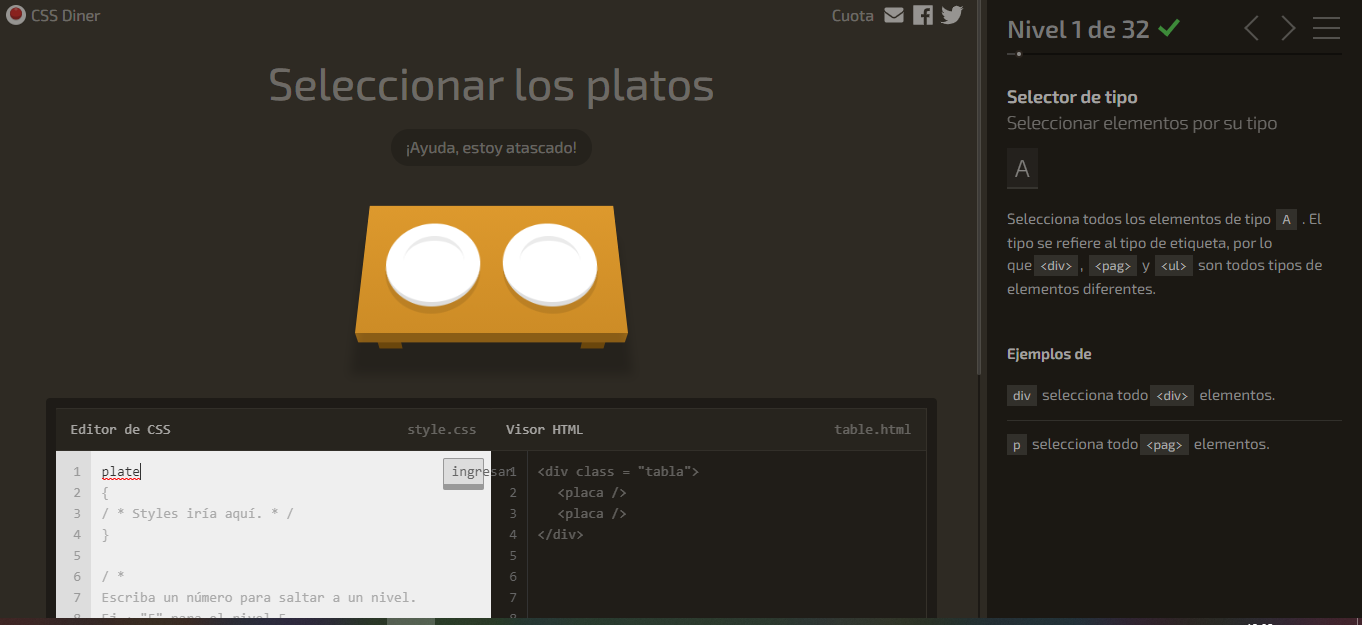 CSS Diner
Cuota
Seleccionar los platos
¡Ayuda, estoy atascado!
Editor de CSS style.css
1 plate
2 {
3 / * Styles iría aquí. * /
4 }
5
6 / *
7 Escriba un número para saltar a un nivel.
ingresar
Visor HTML table.html
1 <div class = "tabla">
2 <placa />
3 <placa />
4 </div>
5
6
7
Nivel 1 de 32
Selector de tipo
Seleccionar elementos por su tipo
A
Selecciona todos los elementos de tipo A . El
tipo se refiere al tipo de etiqueta, por lo
que <div> , <pag> y <ul> son todos tipos de
elementos diferentes.
Ejemplos de
div selecciona todo <div> elementos.
p selecciona todo <pag> elementos.